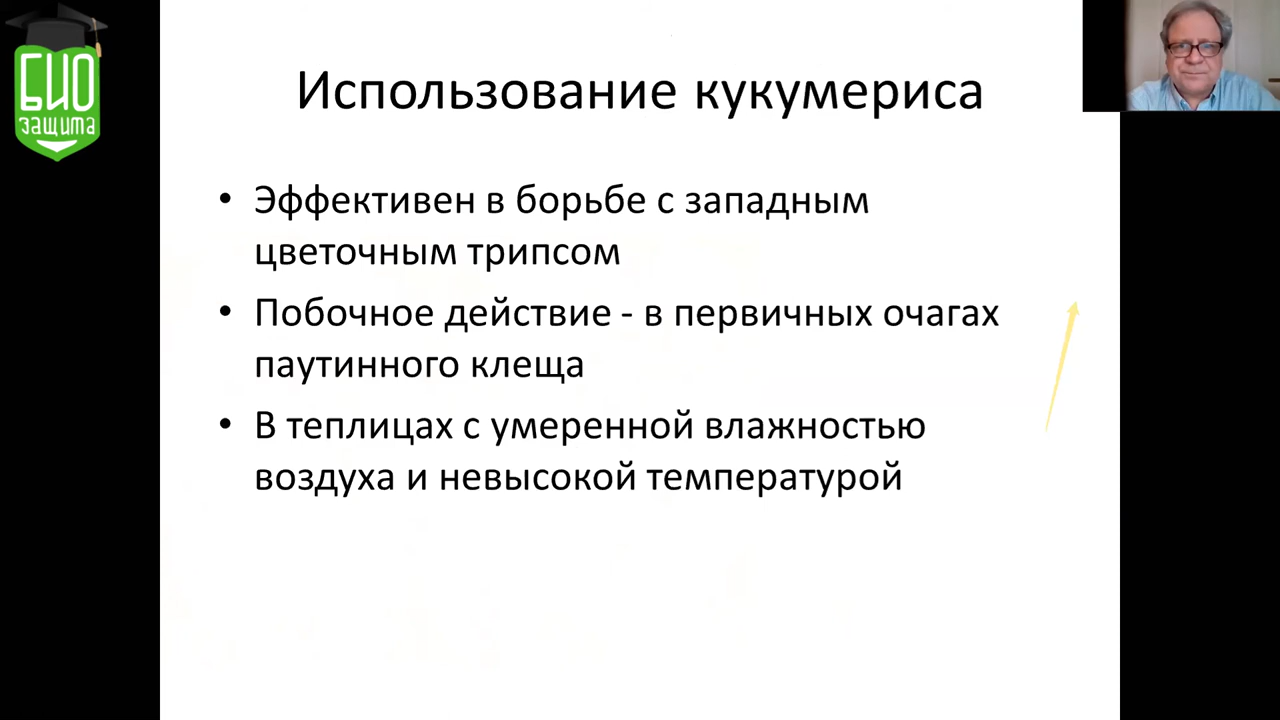 БИО
защита
Использование кукумериса
• Эффективен в борьбе с западным
цветочным трипсом
• Побочное действие - в первичных очагах
паутинного клеща
• В теплицах с умеренной влажностью
воздуха и невысокой температурой